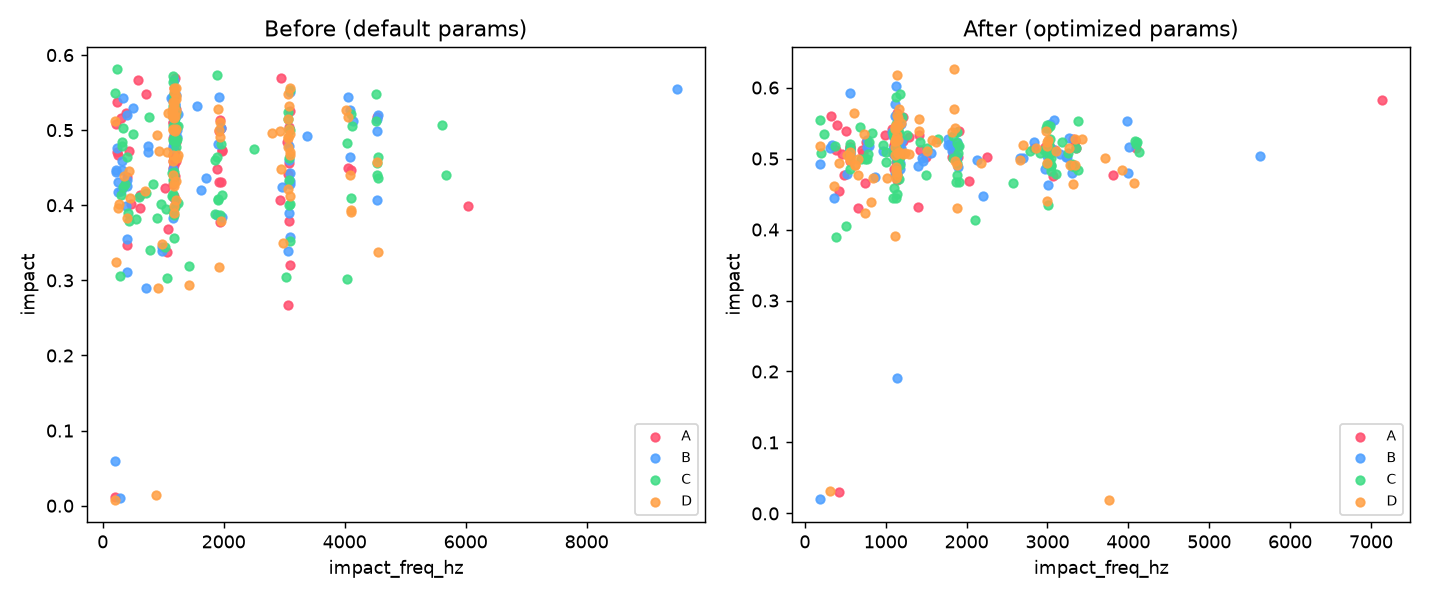 Before (default params)
impact
0.6
0.5
0.4
0.3
0.2
0.1
0.0
0
2000
4000
6000
8000
impact_freq_hz
A
B
C
D
After (optimized params)
impact
0.6
0.5
0.4
0.3
0.2
0.1
0.0
0
1000
2000
3000
4000
5000
6000
7000
impact_freq_hz
A
B
C
D